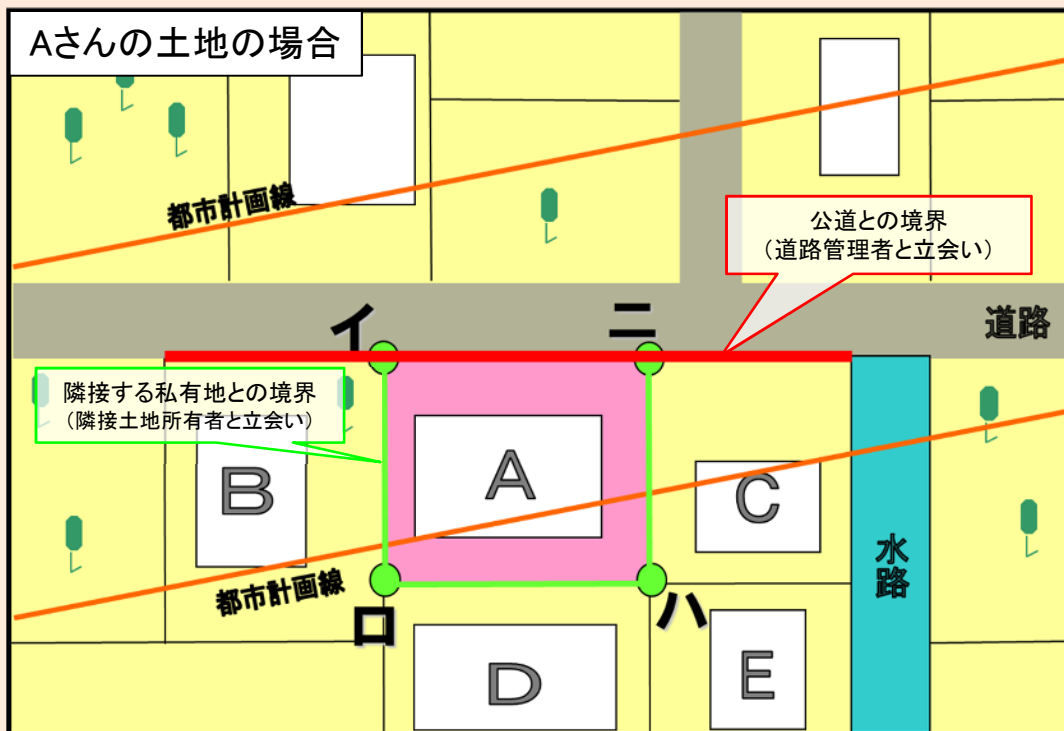 Aさんの土地の場合
都市計画線
公道との境界
（道路管理者と立会い）
道路
イ
ニ
隣接する私有地との境界
（隣接土地所有者と立会い）
A
B
C
水路
都市計画線
ロ
ハ
D
E